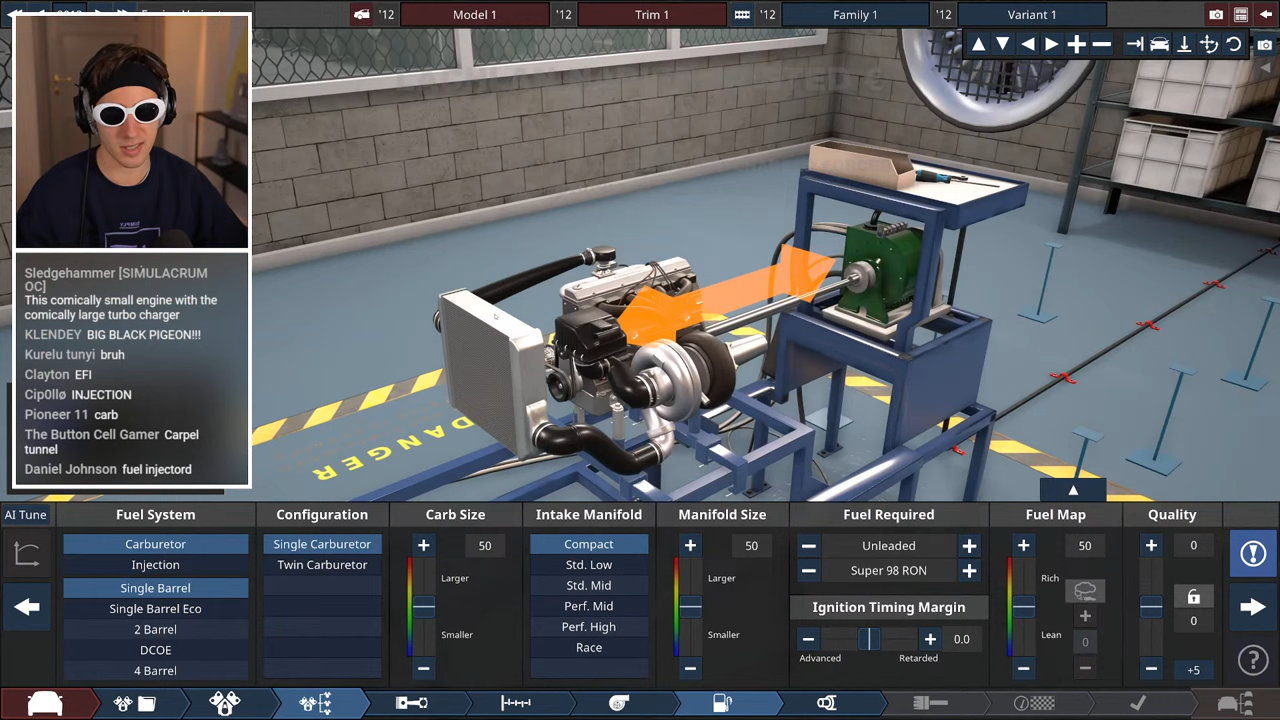 '12
Model 1
'12
Trim 1
'12
Family 1
'12
Variant 1
Sledgehammer [SIMULACRUM
OC]
This comically small engine with the
comically large turbo charger
KLENDEY BIG BLACK PIGEON!!!
Kurelu tunyi bruh
Clayton EFI
Cip0llø INJECTION
Pioneer 11 carb
The Button Cell Gamer Carpel
tunnel
Daniel Johnson fuel injectord
DANGER
AI Tune
Fuel System
Carburetor
Injection
Single Barrel
Single Barrel Eco
2 Barrel
DCOE
4 Barrel
Configuration
Single Carburetor
Twin Carburetor
Carb Size
50
Larger
Smaller
Intake Manifold
Compact
Std. Low
Std. Mid
Perf. Mid
Perf. High
Race
Manifold Size
50
Larger
Smaller
Fuel Required
Unleaded
Super 98 RON
Ignition Timing Margin
0.0
Advanced
Retarded
Fuel Map
50
Rich
0
Lean
Quality
0
0
+5